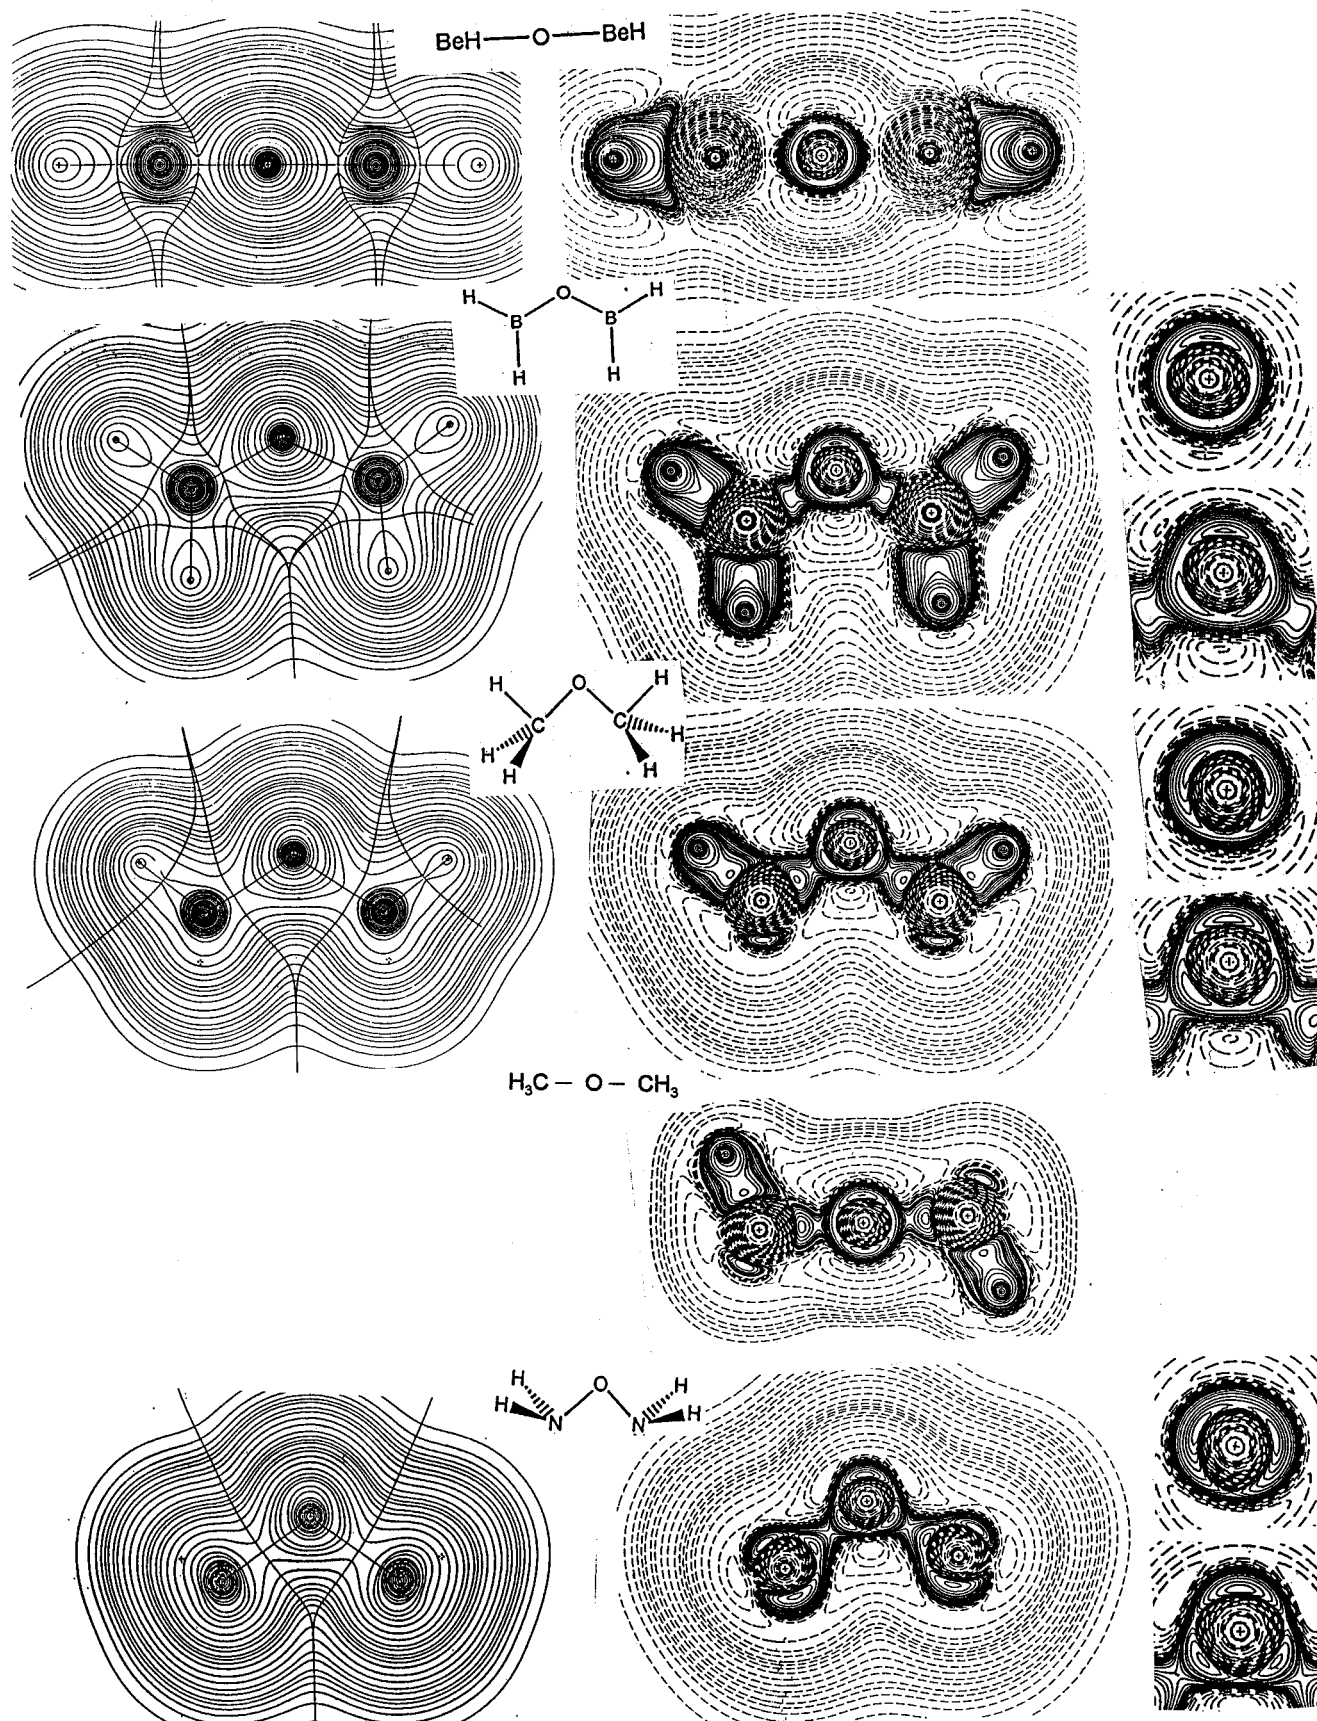 BeH—O—BeH
H O H
B B
H H
O H
H
C C
H H
H H
H₃C – O – CH₃
H O H
H N N H